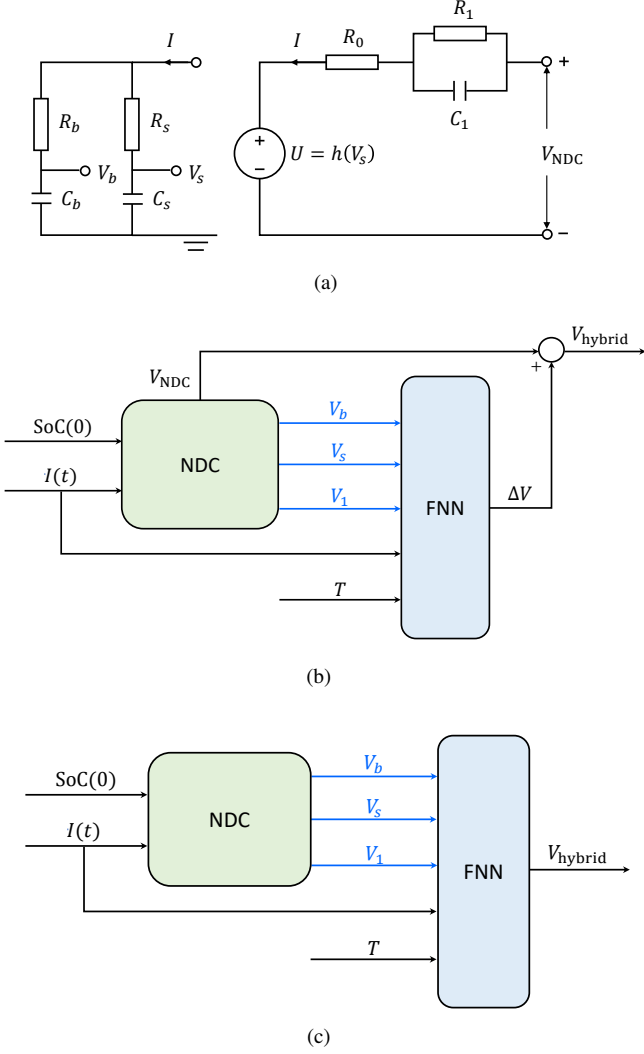 I
R_b
R_s
V_b
V_s
C_b
C_s
I
R_0
R_1
C_1
+
−
U = h(V_s)
+
V_NDC
−
(a)
V_hybrid
+
V_NDC
SoC(0)
I(t)
NDC
V_b
V_s
V_1
FNN
ΔV
T
(b)
SoC(0)
I(t)
NDC
V_b
V_s
V_1
FNN
V_hybrid
T
(c)